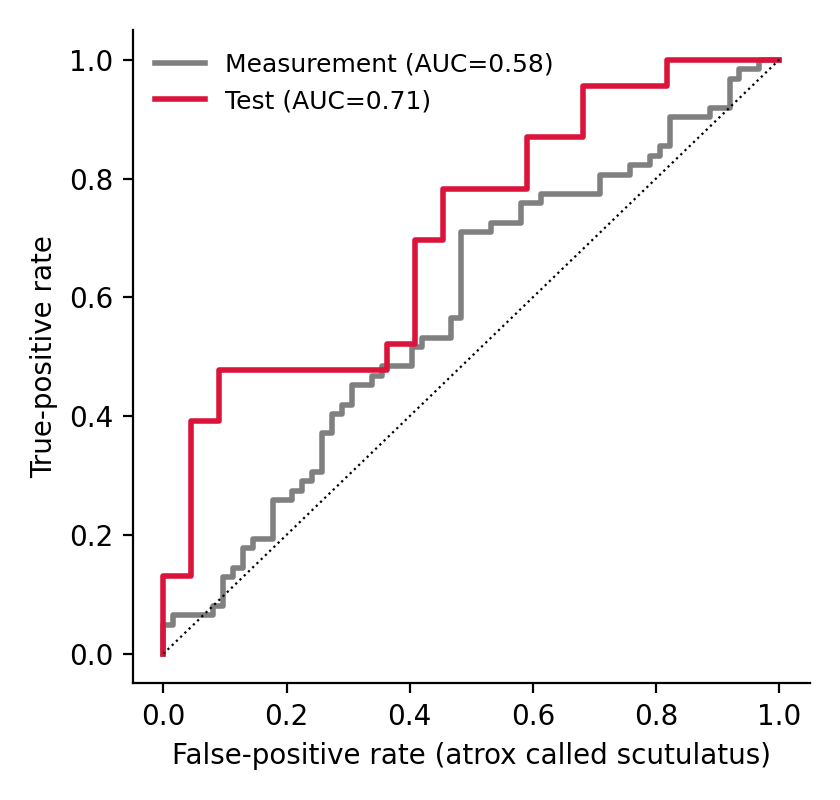 Measurement (AUC=0.58)
Test (AUC=0.71)
1.0
0.8
0.6
0.4
0.2
0.0
True-positive rate
0.0 0.2 0.4 0.6 0.8 1.0
False-positive rate (atrox called scutulatus)